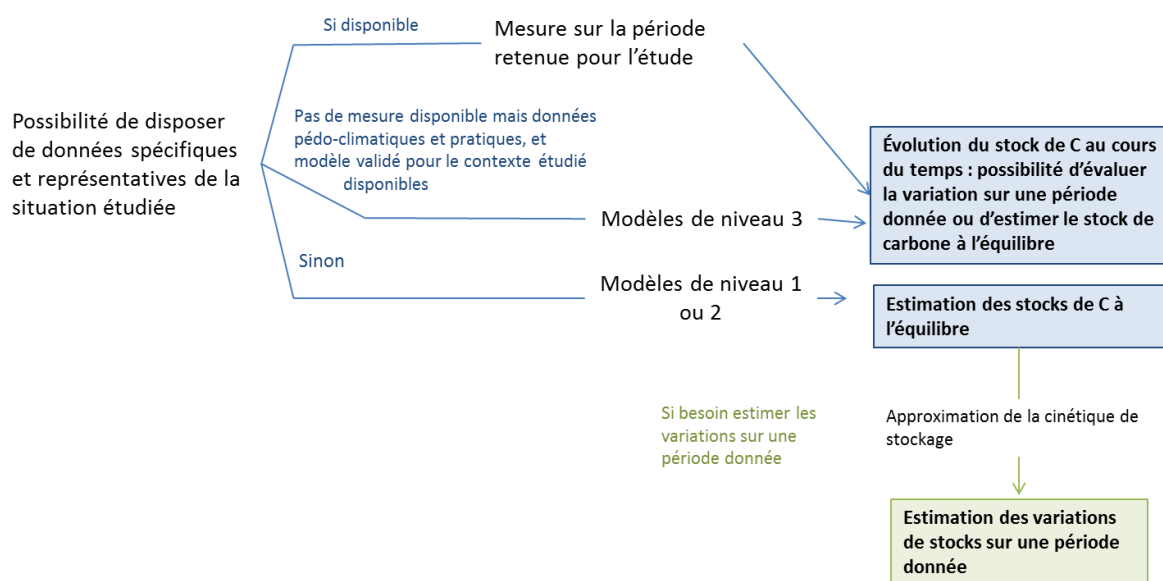 Si disponible
Mesure sur la période
retenue pour l’étude
Possibilité de disposer
de données spécifiques
et représentatives de la
situation étudiée
Pas de mesure disponible mais données
pédo-climatiques et pratiques, et
modèle validé pour le contexte étudié
disponibles
Évolution du stock de C au cours
du temps : possibilité d’évaluer
la variation sur une période
donnée ou d’estimer le stock de
carbone à l’équilibre
Modèles de niveau 3
Sinon
Modèles de niveau 1
ou 2
Estimation des stocks de C à
l’équilibre
Si besoin estimer les
variations sur une
période donnée
Approximation de la cinétique de
stockage
Estimation des variations
de stocks sur une période
donnée